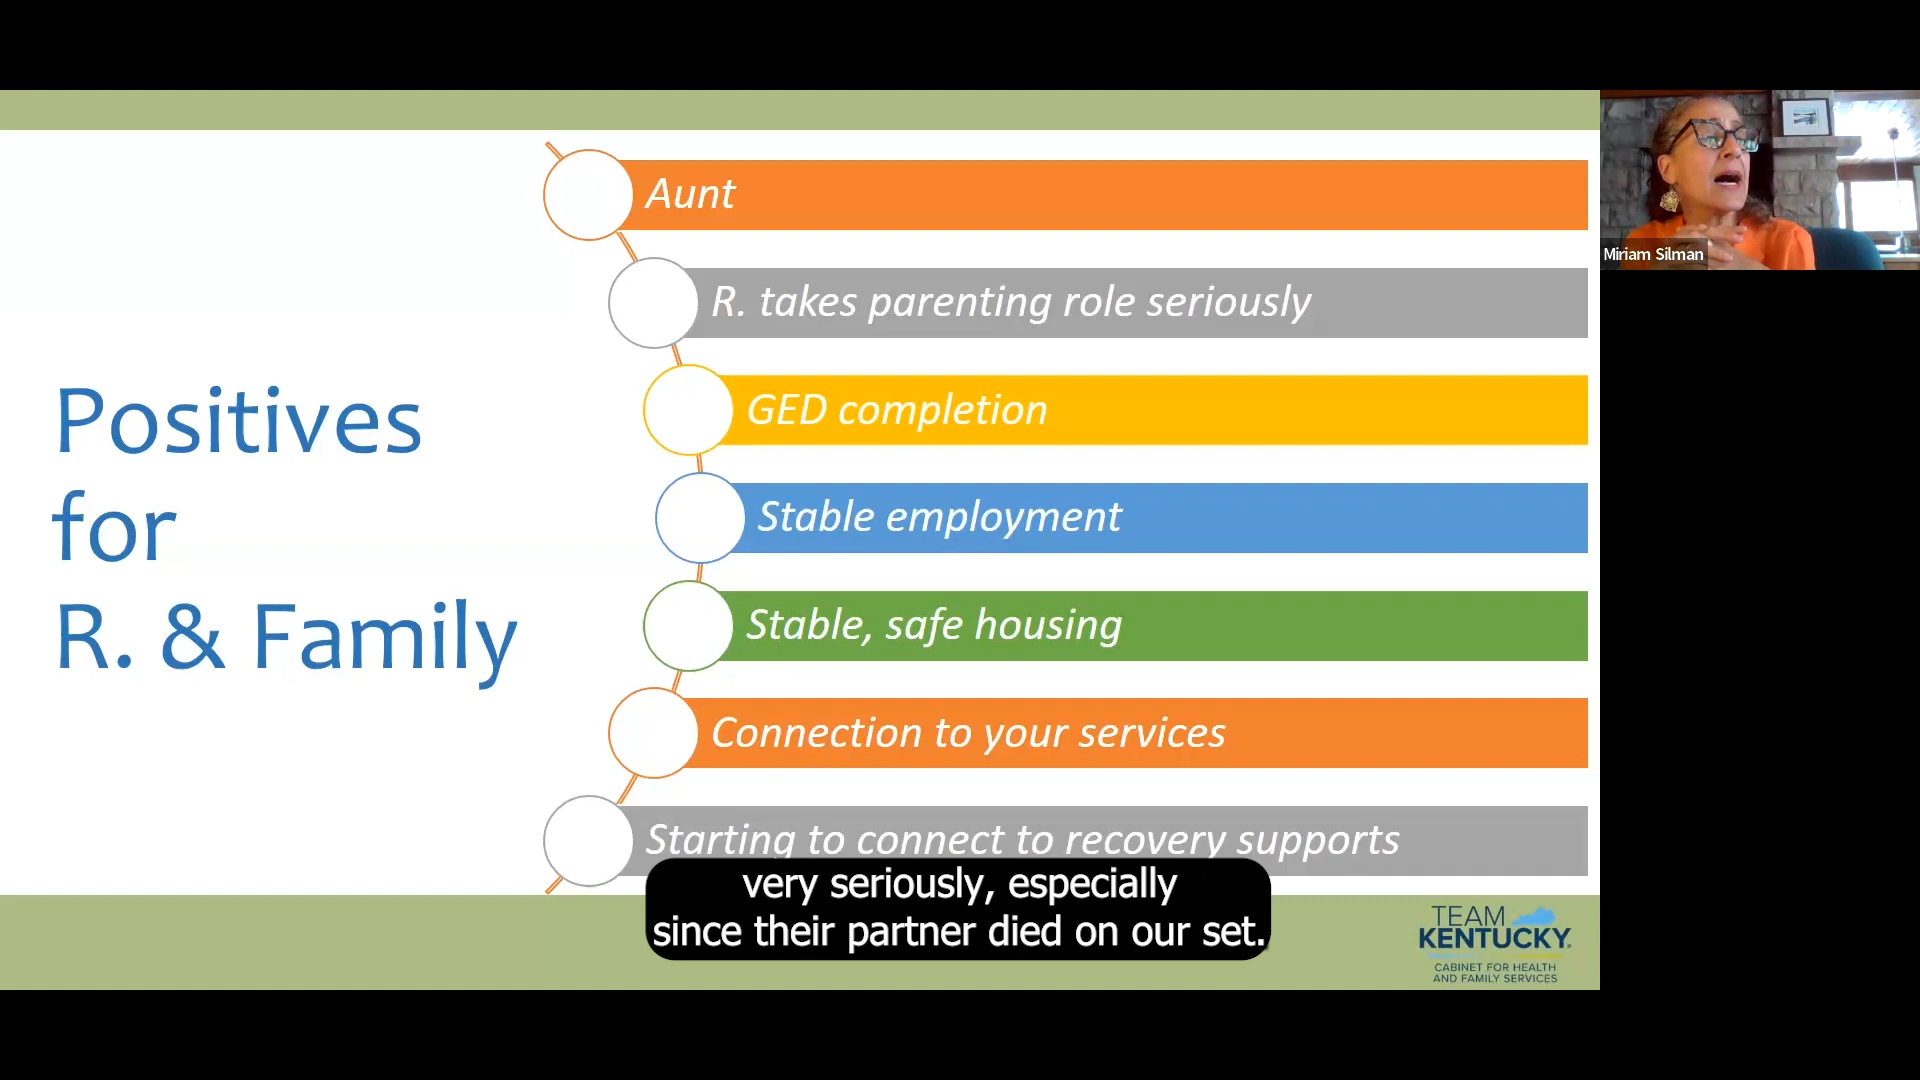 Positives
for
R. & Family
Aunt
R. takes parenting role seriously
GED completion
Stable employment
Stable, safe housing
Connection to your services
Starting to connect to recovery supports
very seriously, especially
since their partner died on our set.
TEAM
KENTUCKY
CABINET FOR HEALTH
AND FAMILY SERVICES
Miriam Silman